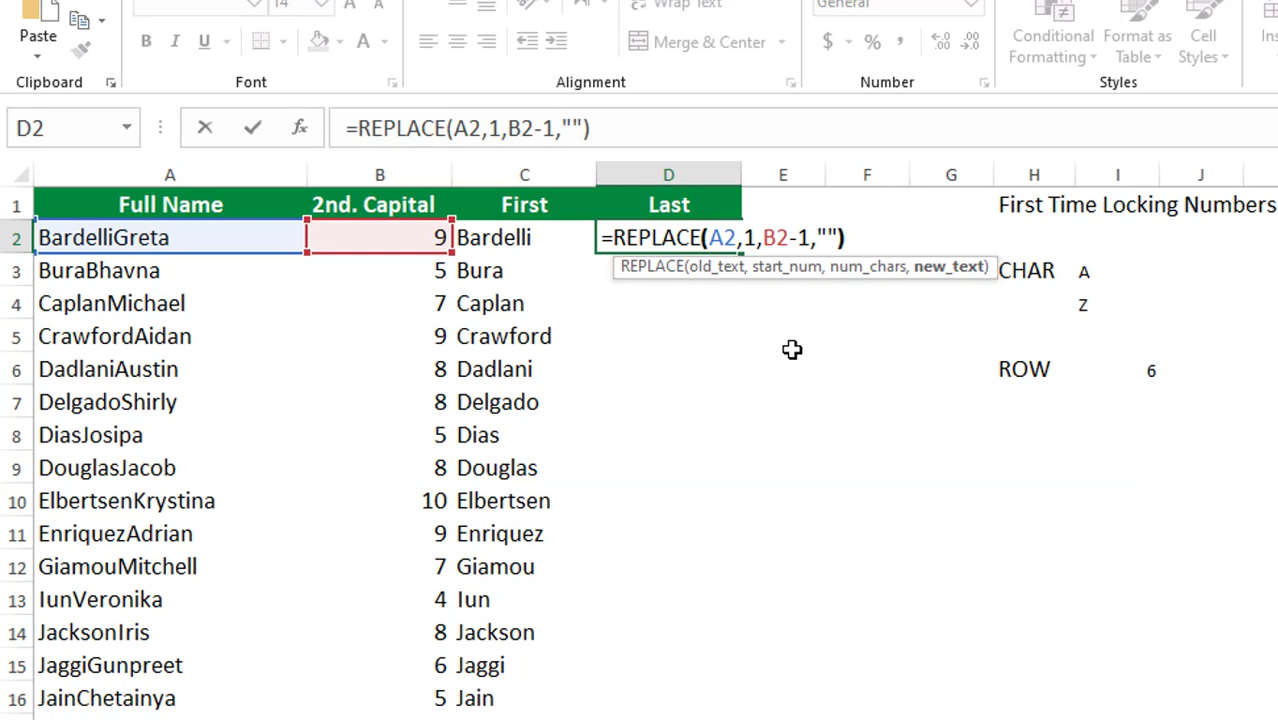 14 A A Wrap Text General
Paste B I U A Merge & Center $ % , Conditional Format as Cell
Formatting Table Styles
Clipboard Font Alignment Number Styles
D2 fx =REPLACE(A2,1,B2-1,"")
A B C D E F G H I J
1 Full Name 2nd. Capital First Last First Time Locking Numbers
2 BardelliGreta 9 Bardelli =REPLACE(A2,1,B2-1,"")
3 BuraBhavna 5 Bura REPLACE(old_text, start_num, num_chars, new_text) CHAR A
4 CaplanMichael 7 Caplan Z
5 CrawfordAidan 9 Crawford
6 DadlaniAustin 8 Dadlani ROW 6
7 DelgadoShirly 8 Delgado
8 DiasJosipa 5 Dias
9 DouglasJacob 8 Douglas
10 ElbertsenKrystina 10 Elbertsen
11 EnriquezAdrian 9 Enriquez
12 GiamouMitchell 7 Giamou
13 IunVeronika 4 Iun
14 JacksonIris 8 Jackson
15 JaggiGunpreet 6 Jaggi
16 JainChetainya 5 Jain